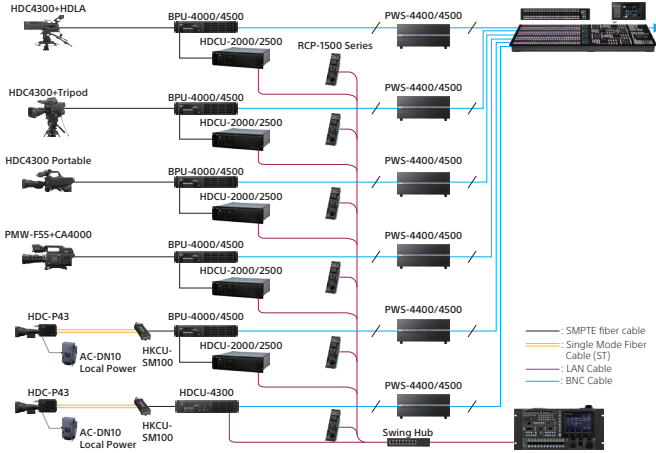 HDC4300+HDLA
BPU-4000/4500
HDCU-2000/2500
RCP-1500 Series
PWS-4400/4500
HDC4300+Tripod
BPU-4000/4500
HDCU-2000/2500
PWS-4400/4500
HDC4300 Portable
BPU-4000/4500
HDCU-2000/2500
PWS-4400/4500
PMW-F55+CA4000
BPU-4000/4500
HDCU-2000/2500
PWS-4400/4500
HDC-P43
AC-DN10
Local Power
HKCU-
SM100
BPU-4000/4500
HDCU-2000/2500
PWS-4400/4500
HDC-P43
AC-DN10
Local Power
HKCU-
SM100
HDCU-4300
PWS-4400/4500
Swing Hub
: SMPTE fiber cable
: Single Mode Fiber
Cable (ST)
: LAN Cable
: BNC Cable